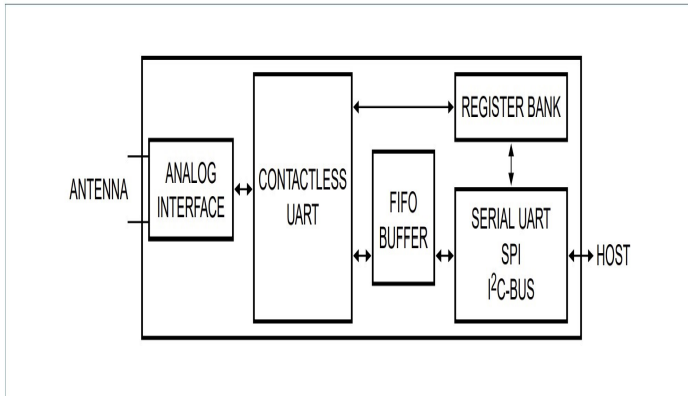 ANTENNA
ANALOG
INTERFACE
CONTACTLESS
UART
FIFO
BUFFER
REGISTER BANK
SERIAL UART
SPI
I²C-BUS
HOST